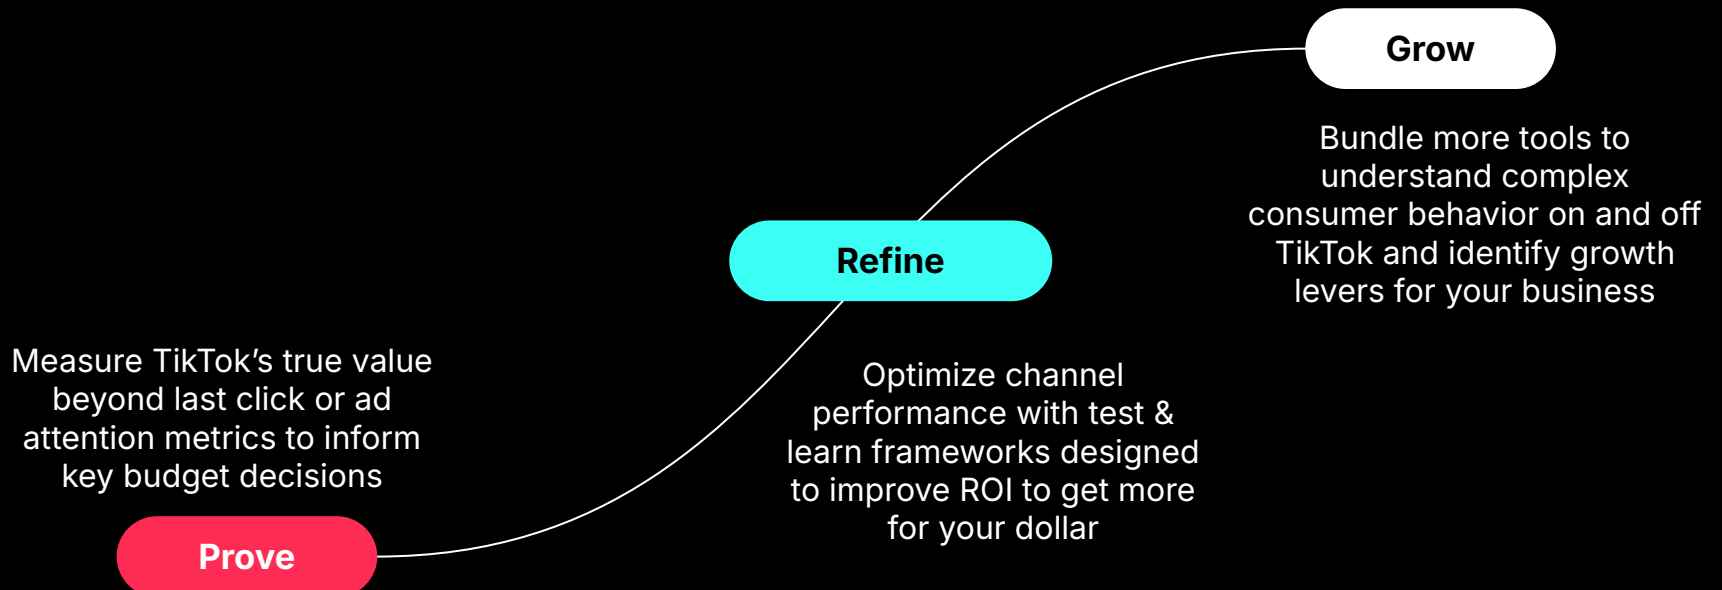 Grow
Bundle more tools to
understand complex
consumer behavior on and off
TikTok and identify growth
levers for your business
Refine
Optimize channel
performance with test &
learn frameworks designed
to improve ROI to get more
for your dollar
Measure TikTok’s true value
beyond last click or ad
attention metrics to inform
key budget decisions
Prove